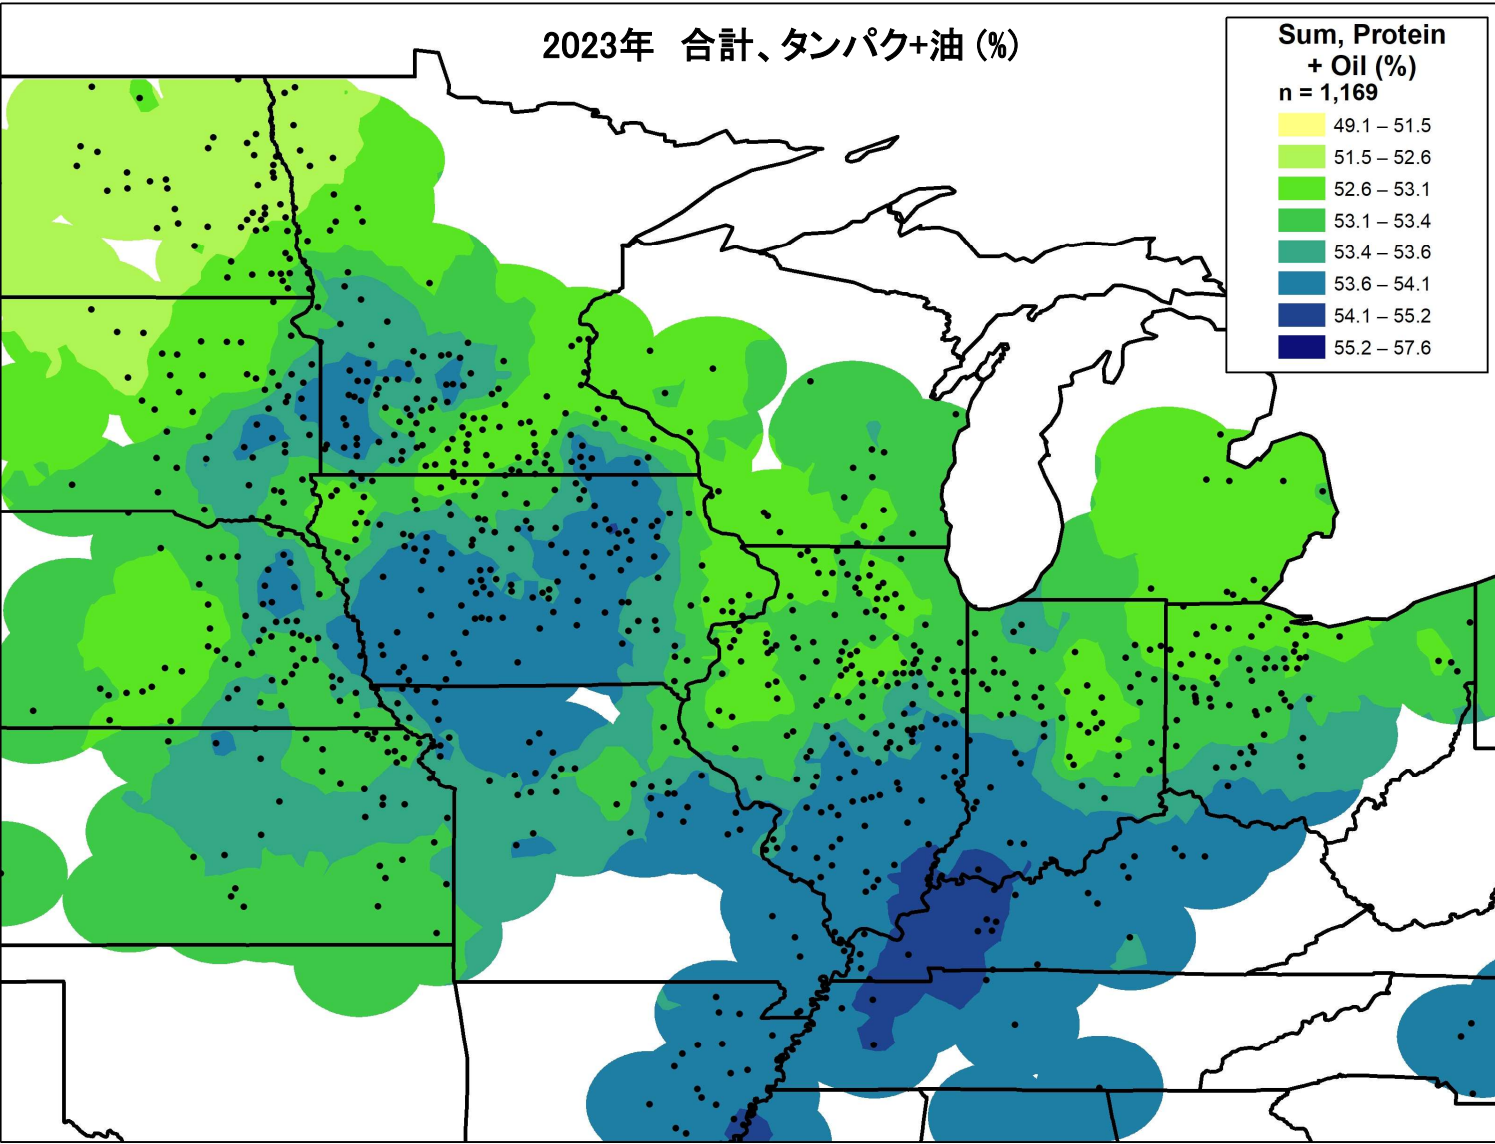 2023年 合計、タンパク+油 (%)
Sum, Protein
+ Oil (%)
n = 1,169
49.1 – 51.5
51.5 – 52.6
52.6 – 53.1
53.1 – 53.4
53.4 – 53.6
53.6 – 54.1
54.1 – 55.2
55.2 – 57.6